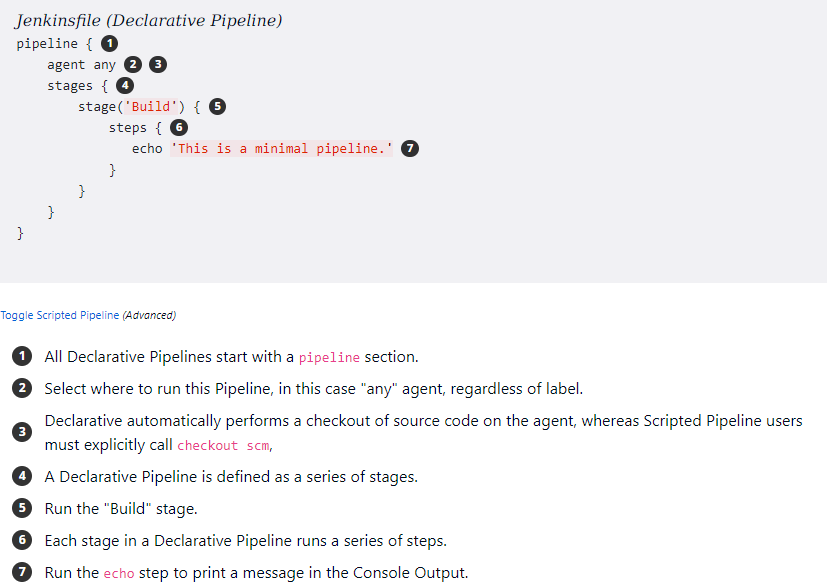 Jenkinsfile (Declarative Pipeline)
pipeline { 1
agent any 2 3
stages { 4
stage('Build') { 5
steps { 6
echo 'This is a minimal pipeline.' 7
}
}
}
}
Toggle Scripted Pipeline (Advanced)
1 All Declarative Pipelines start with a pipeline section.
2 Select where to run this Pipeline, in this case "any" agent, regardless of label.
3 Declarative automatically performs a checkout of source code on the agent, whereas Scripted Pipeline users
must explicitly call checkout scm,
4 A Declarative Pipeline is defined as a series of stages.
5 Run the "Build" stage.
6 Each stage in a Declarative Pipeline runs a series of steps.
7 Run the echo step to print a message in the Console Output.